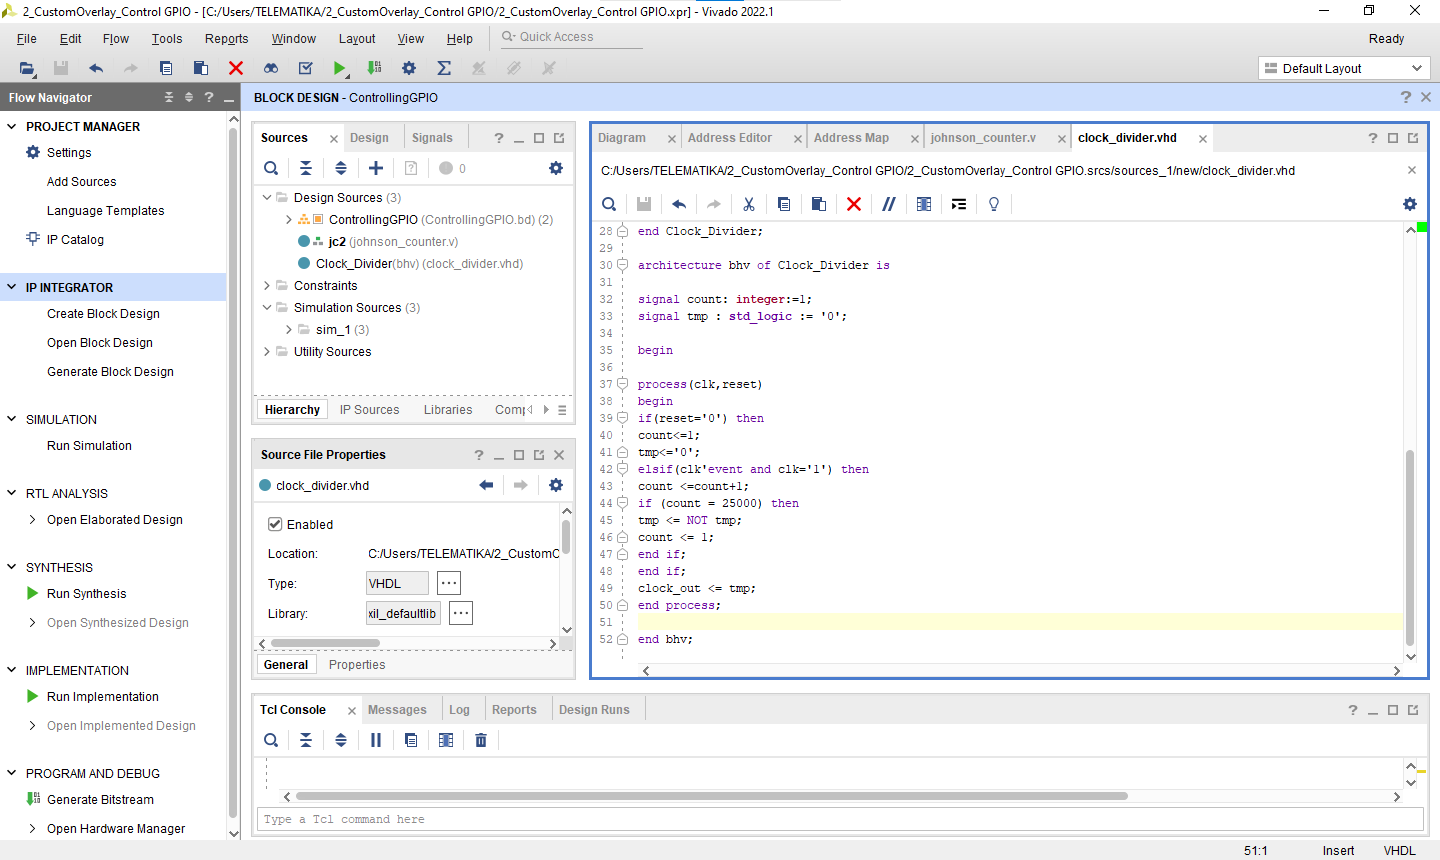 2_CustomOverlay_Control GPIO - [C:/Users/TELEMATIKA/2_CustomOverlay_Control GPIO/2_CustomOverlay_Control GPIO.xpr] - Vivado 2022.1
File Edit Flow Tools Reports Window Layout View Help Quick Access Ready
Default Layout
Flow Navigator
PROJECT MANAGER
Settings
Add Sources
Language Templates
IP Catalog
IP INTEGRATOR
Create Block Design
Open Block Design
Generate Block Design
SIMULATION
Run Simulation
RTL ANALYSIS
Open Elaborated Design
SYNTHESIS
Run Synthesis
Open Synthesized Design
IMPLEMENTATION
Run Implementation
Open Implemented Design
PROGRAM AND DEBUG
Generate Bitstream
Open Hardware Manager
BLOCK DESIGN - ControllingGPIO
Sources Design Signals
0
Design Sources (3)
ControllingGPIO (ControllingGPIO.bd) (2)
jc2 (johnson_counter.v)
Clock_Divider(bhv) (clock_divider.vhd)
Constraints
Simulation Sources (3)
sim_1 (3)
Utility Sources
Hierarchy IP Sources Libraries Comp
Source File Properties
clock_divider.vhd
Enabled
Location: C:/Users/TELEMATIKA/2_CustomO
Type: VHDL
Library: xil_defaultlib
General Properties
Diagram Address Editor Address Map johnson_counter.v clock_divider.vhd
C:/Users/TELEMATIKA/2_CustomOverlay_Control GPIO/2_CustomOverlay_Control GPIO.srcs/sources_1/new/clock_divider.vhd
28 end Clock_Divider;
29
30 architecture bhv of Clock_Divider is
31
32 signal count: integer:=1;
33 signal tmp : std_logic := '0';
34
35 begin
36
37 process(clk,reset)
38 begin
39 if(reset='0') then
40 count<=1;
41 tmp<='0';
42 elsif(clk'event and clk='1') then
43 count <=count+1;
44 if (count = 25000) then
45 tmp <= NOT tmp;
46 count <= 1;
47 end if;
48 end if;
49 clock_out <= tmp;
50 end process;
51
52 end bhv;
Tcl Console Messages Log Reports Design Runs
Type a Tcl command here
51:1 Insert VHDL